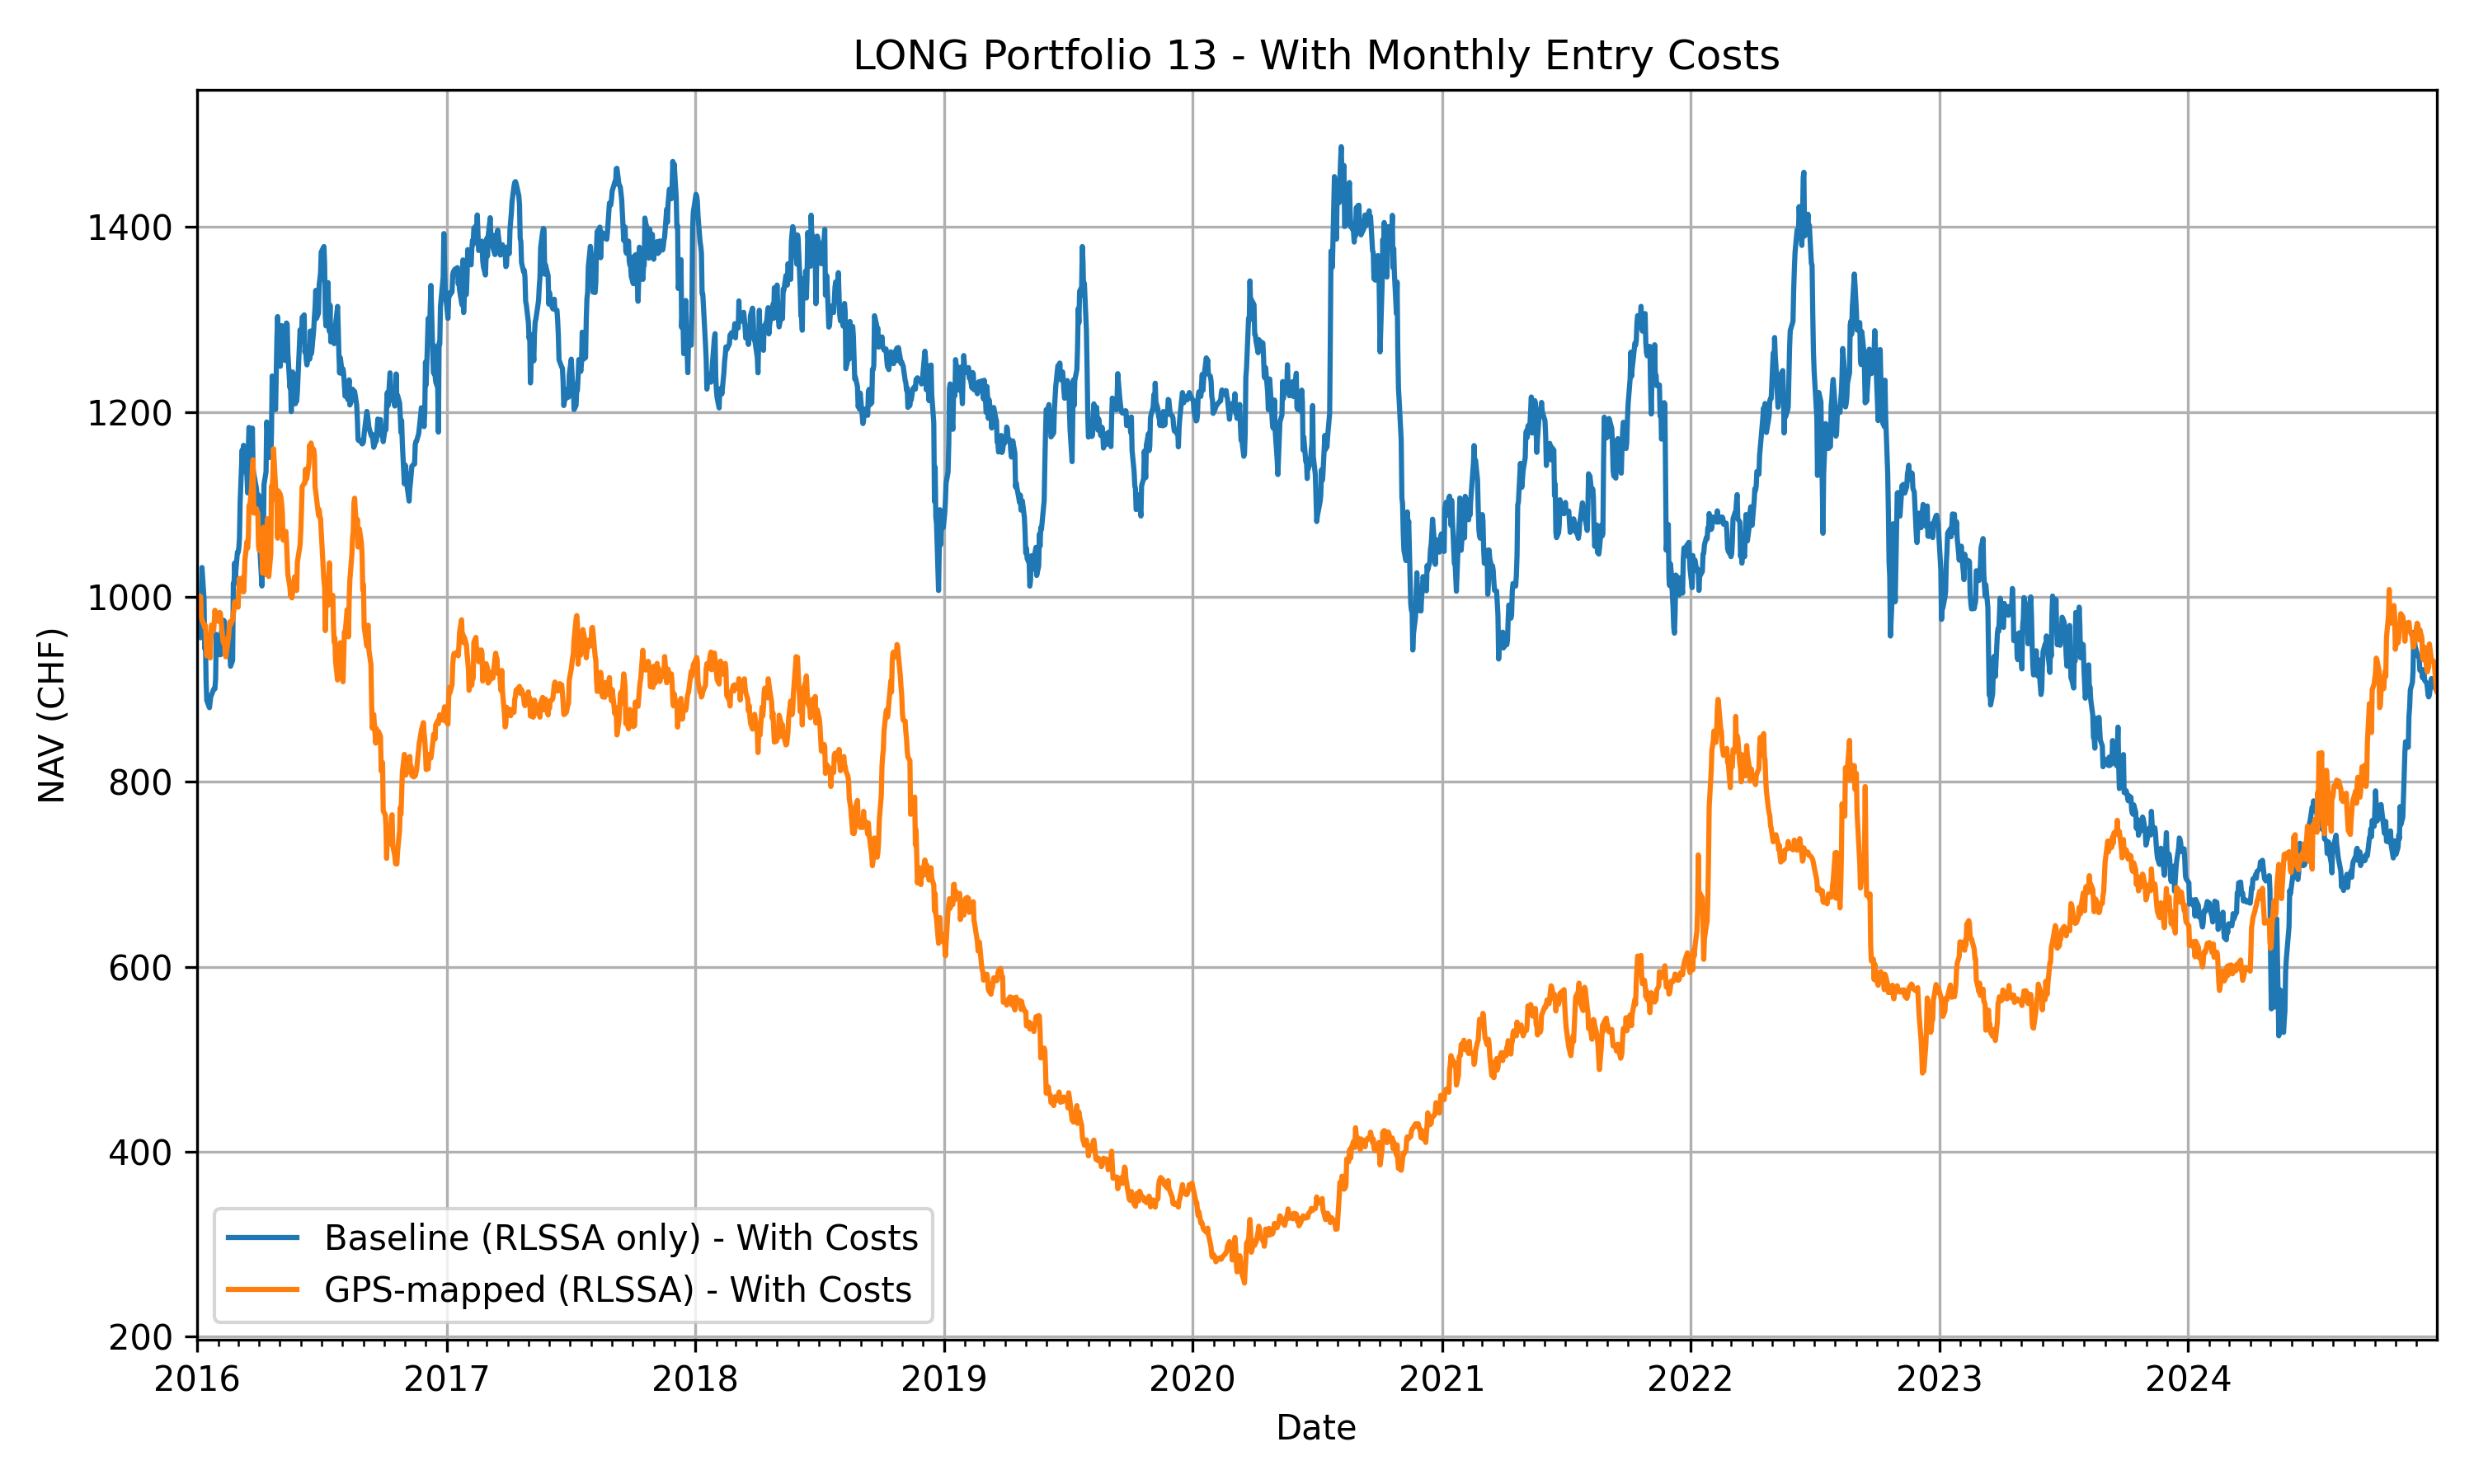 LONG Portfolio 13 - With Monthly Entry Costs
NAV (CHF)
1400
1200
1000
800
600
400
200
Baseline (RLSSA only) - With Costs
GPS-mapped (RLSSA) - With Costs
2016 2017 2018 2019 2020 2021 2022 2023 2024
Date